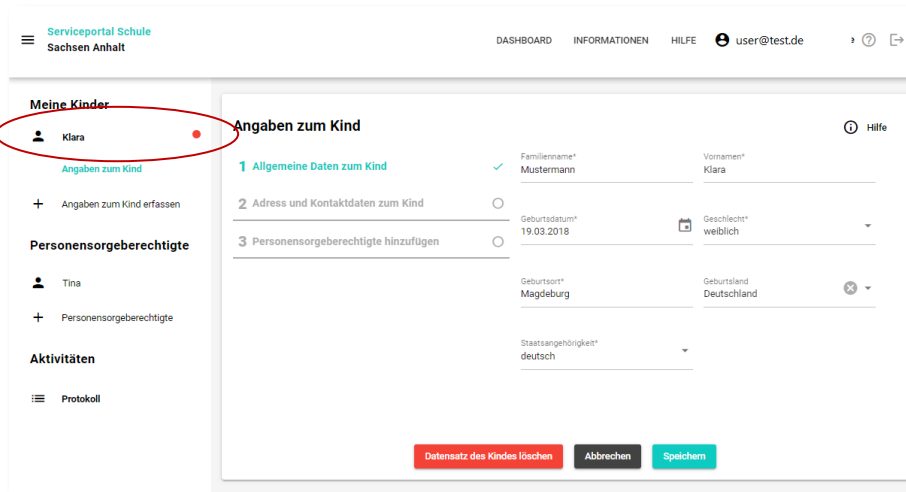 Serviceportal Schule
Sachsen Anhalt
DASHBOARD INFORMATIONEN HILFE user@test.de
Meine Kinder
Klara
Angaben zum Kind
Angaben zum Kind erfassen
Personensorgeberechtigte
Tina
Personensorgeberechtigte
Aktivitäten
Protokoll
Angaben zum Kind
Hilfe
1 Allgemeine Daten zum Kind
2 Adress und Kontaktdaten zum Kind
3 Personensorgeberechtigte hinzufügen
Familienname*
Mustermann
Vornamen*
Klara
Geburtsdatum*
19.03.2018
Geschlecht*
weiblich
Geburtsort*
Magdeburg
Geburtsland
Deutschland
Staatsangehörigkeit*
deutsch
Datensatz des Kindes löschen
Abbrechen
Speichern